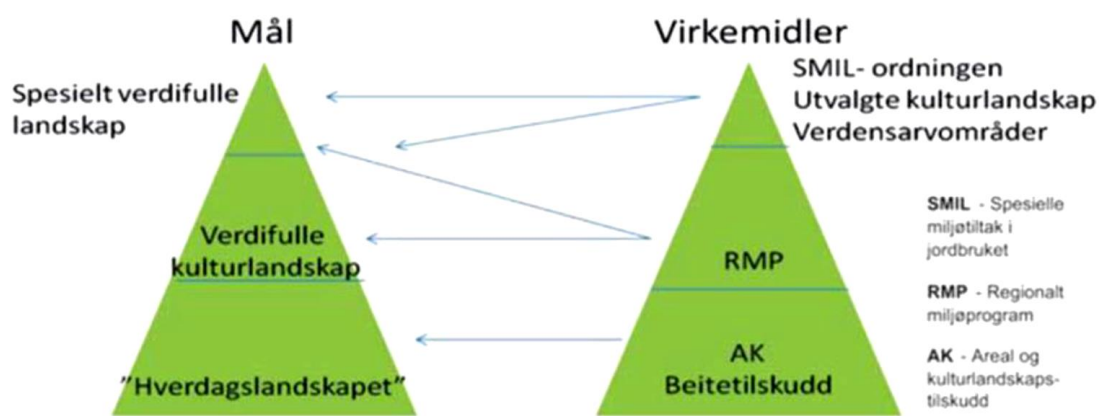 Mål
Spesielt verdifulle
landskap
Verdifulle
kulturlandskap
"Hverdagslandskapet"
Virkemidler
SMIL- ordningen
Utvalgte kulturlandskap
Verdensarvområder
RMP
AK
Beitetilskudd
SMIL - Spesielle
miljøtiltak i
jordbruket
RMP - Regionalt
miljøprogram
AK - Areal og
kulturlandskaps-
tilskudd